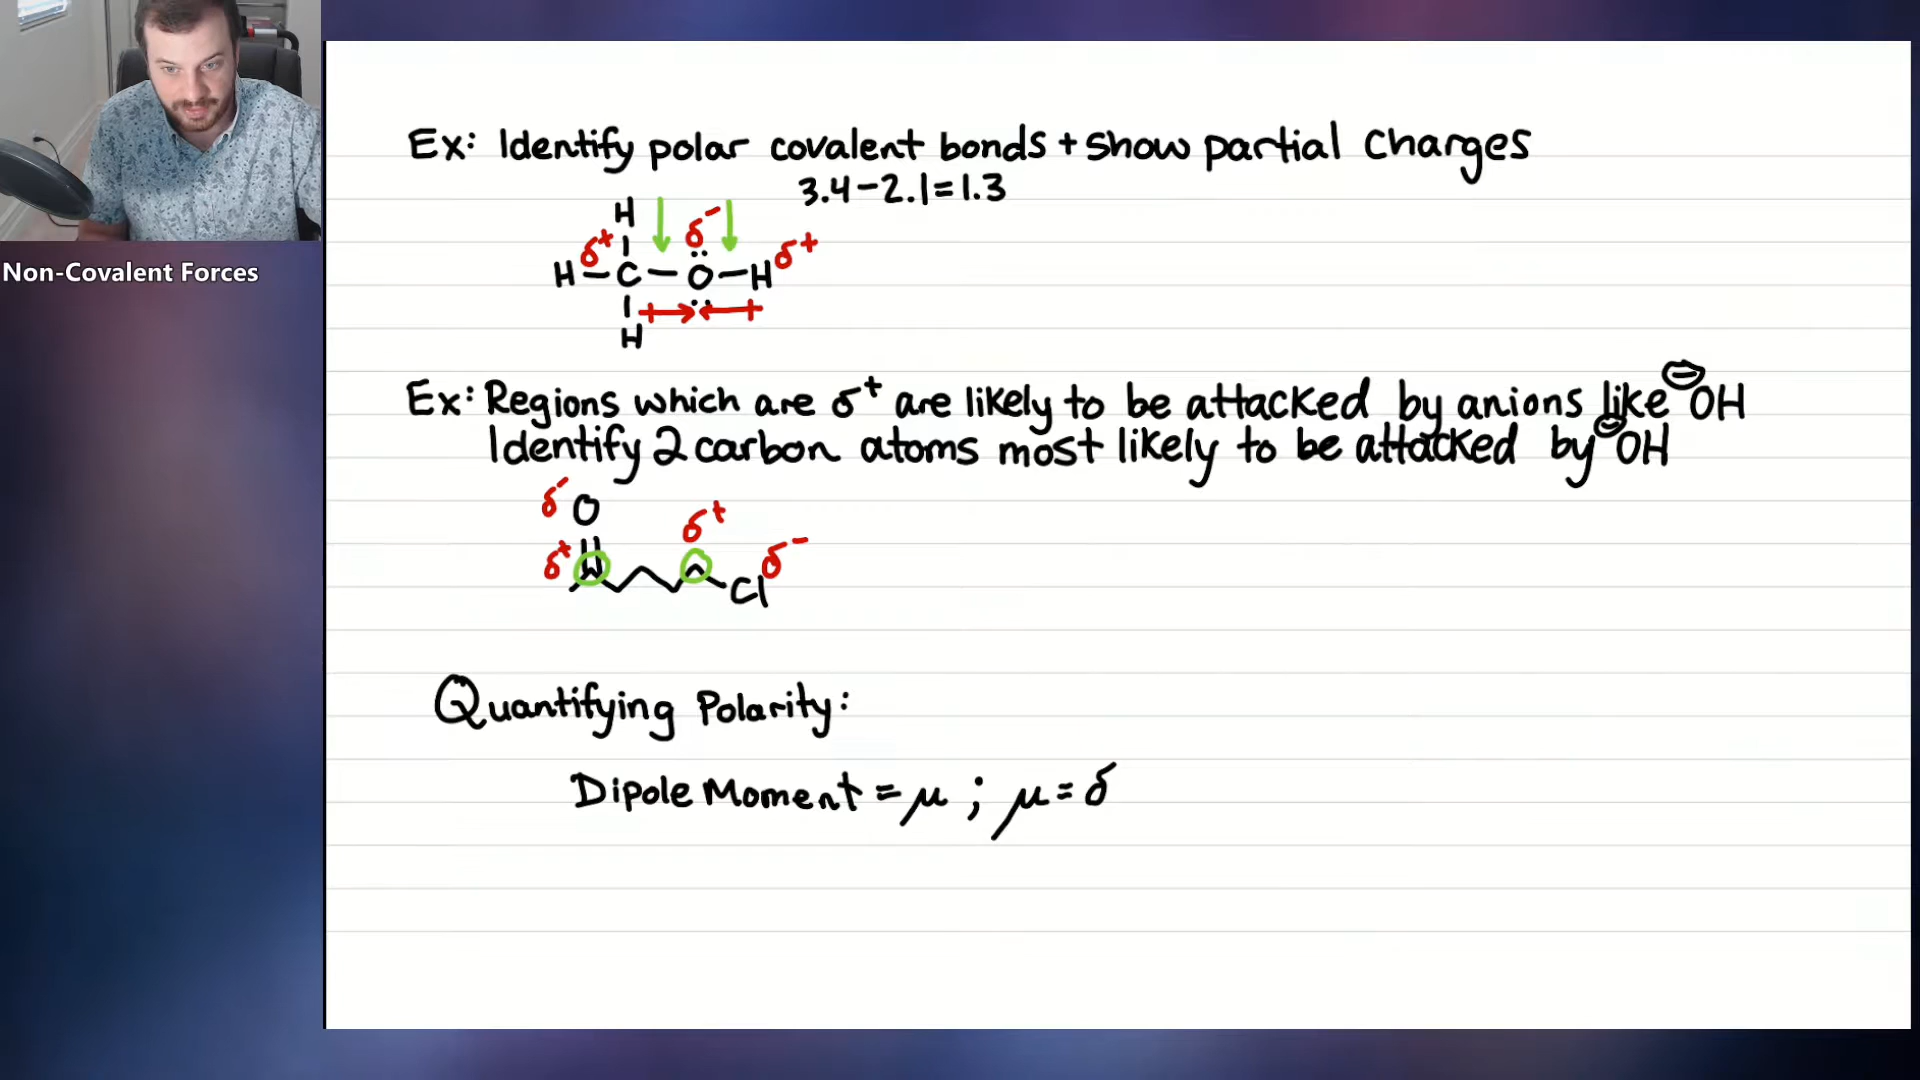 Non-Covalent Forces
Ex: Identify polar covalent bonds + show partial charges
3.4-2.1=1.3
H
δ+ δ- δ+
H-C-O-H
H
Ex: Regions which are δ+ are likely to be attacked by anions like ⊖OH
Identify 2 carbon atoms most likely to be attacked by ⊖OH
δ- O
δ+ δ+ δ-
Cl
Quantifying Polarity:
Dipole Moment = μ ; μ = δ